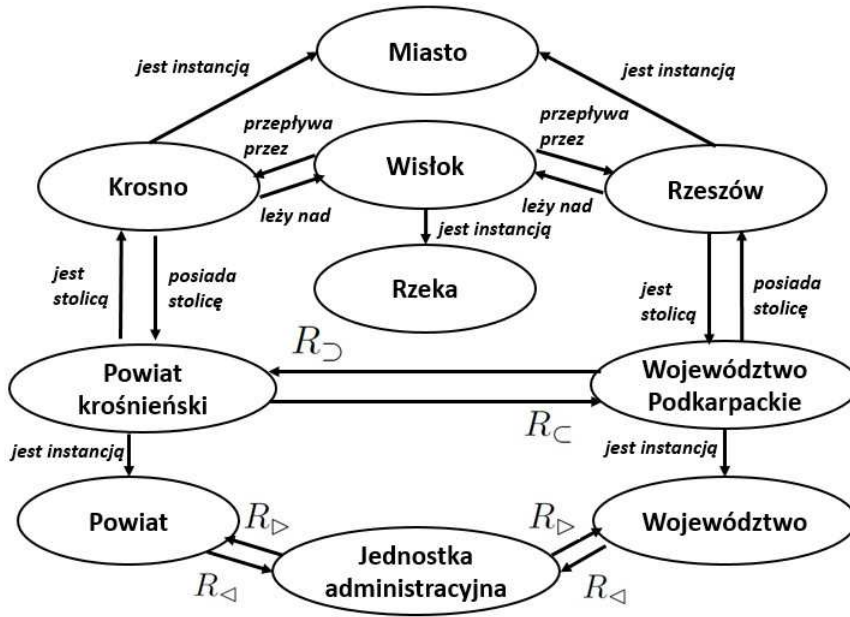 Miasto
jest instancją
jest instancją
przepływa
przez
przepływa
przez
Krosno
Wisłok
Rzeszów
leży nad
leży nad
jest instancją
Rzeka
jest
stolicą
posiada
stolicę
jest
stolicą
posiada
stolicę
R⊃
Powiat
krośnieński
Województwo
Podkarpackie
R⊂
jest instancją
jest instancją
Powiat
R▷
R▷
Województwo
Jednostka
administracyjna
R◁
R◁